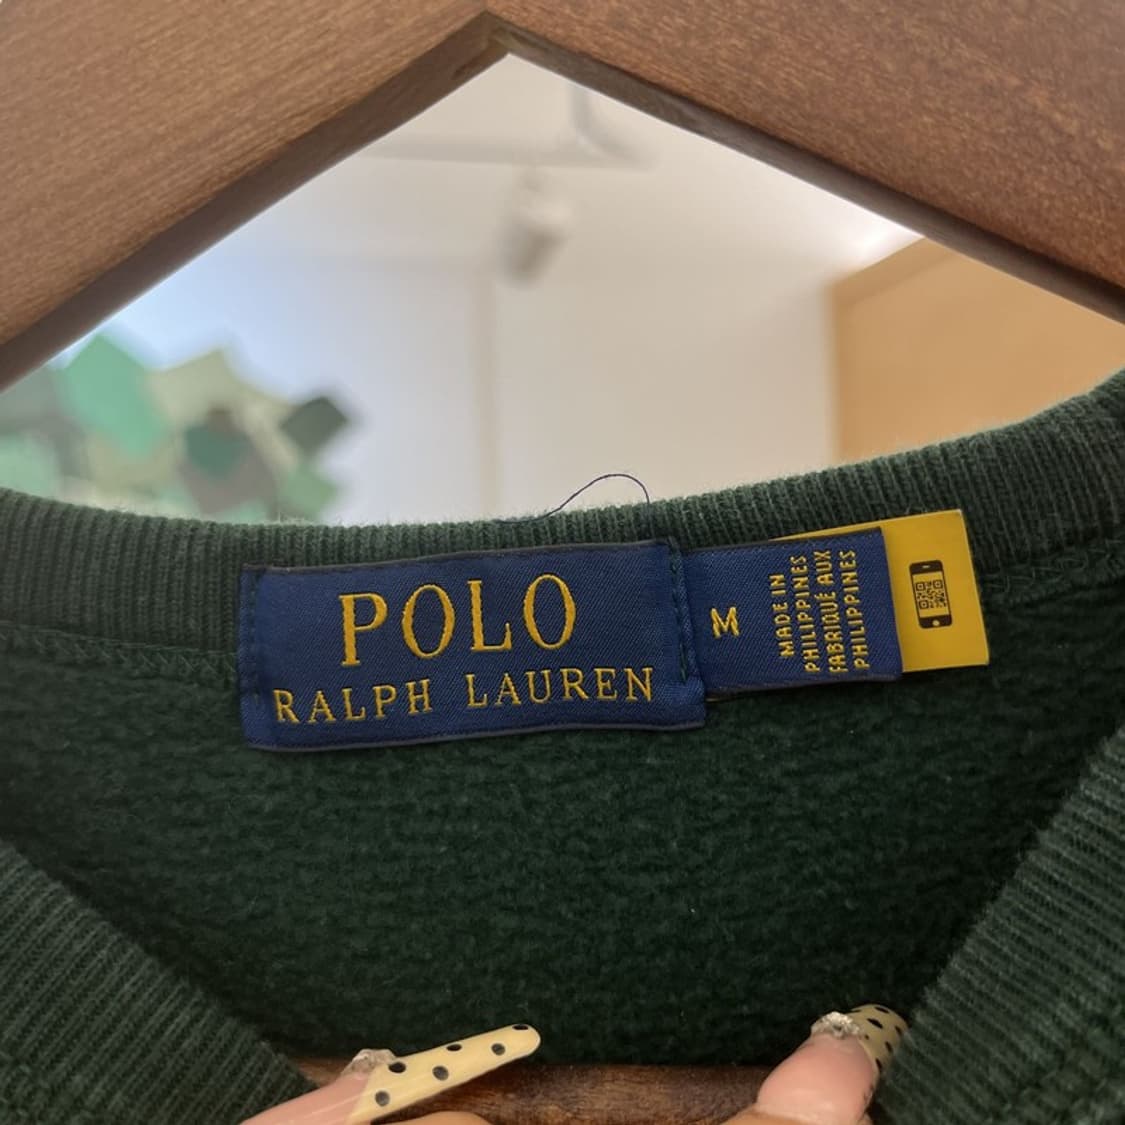 POLO
RALPH LAUREN
M
MADE IN
PHILIPPINES
FABRIQUÉ AUX
PHILIPPINES